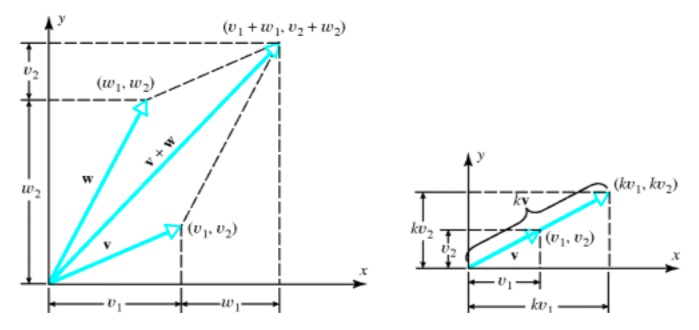 y
(v₁ + w₁, v₂ + w₂)
v₂
(w₁, w₂)
v + w
w
w₂
v
(v₁, v₂)
x
v₁
w₁
y
kv
(kv₁, kv₂)
kv₂
v₂
(v₁, v₂)
v
x
v₁
kv₁